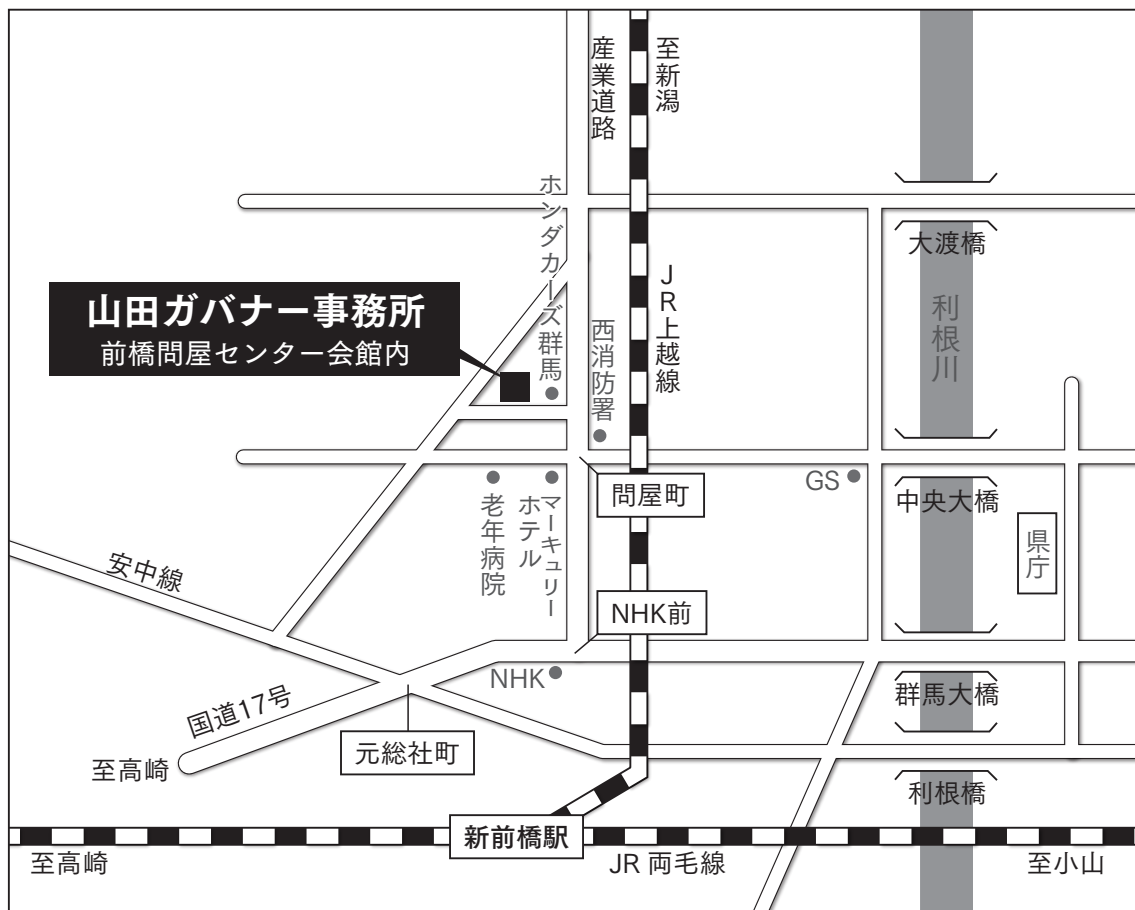 産業道路
至新潟
ホンダカーズ群馬
大渡橋
山田ガバナー事務所
前橋問屋センター会館内
西消防署
JR上越線
利根川
問屋町
GS
中央大橋
老年病院
マーキュリー
ホテル
県庁
安中線
NHK前
NHK
群馬大橋
国道17号
元総社町
至高崎
利根橋
新前橋駅
至高崎
JR 両毛線
至小山